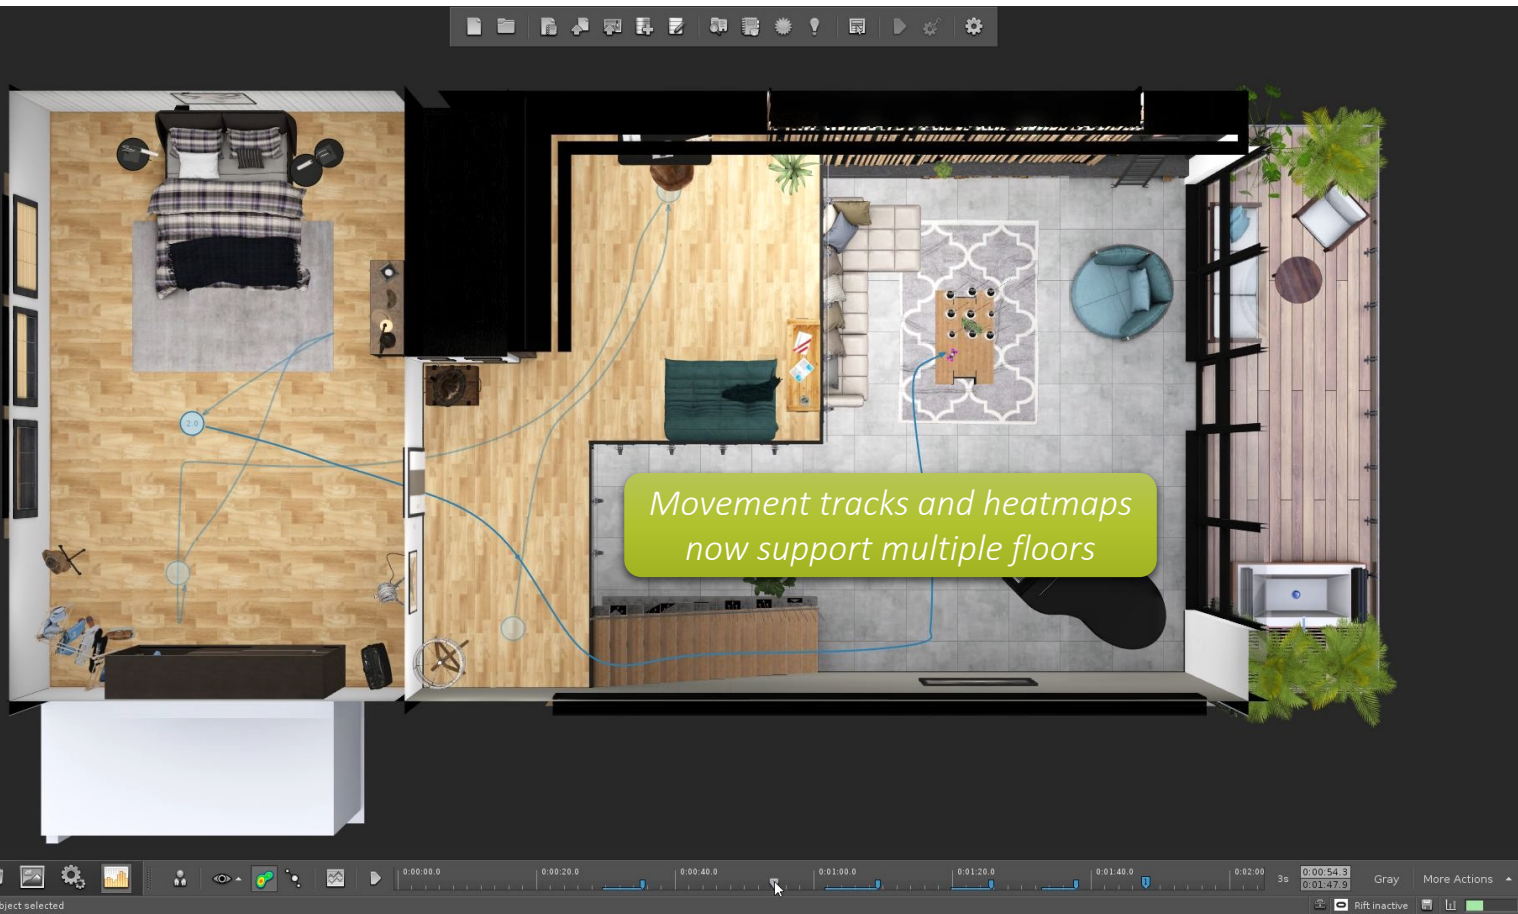 2.0
Movement tracks and heatmaps
now support multiple floors
0:00:00.0
0:00:20.0
0:00:40.0
0:01:00.0
0:01:20.0
0:01:40.0
0:02:00
3s
0:00:54.3
0:01:47.9
Gray
More Actions
bject selected
Rift inactive